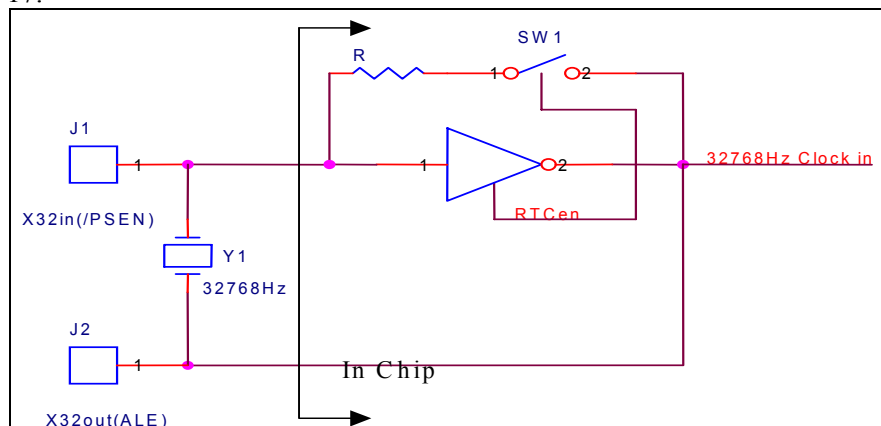 SW1
R
1
2
J1
1
1
2
32768Hz Clock in
X32in(/PSEN)
RTCen
Y1
32768Hz
J2
1
In Chip
X32out(ALE)